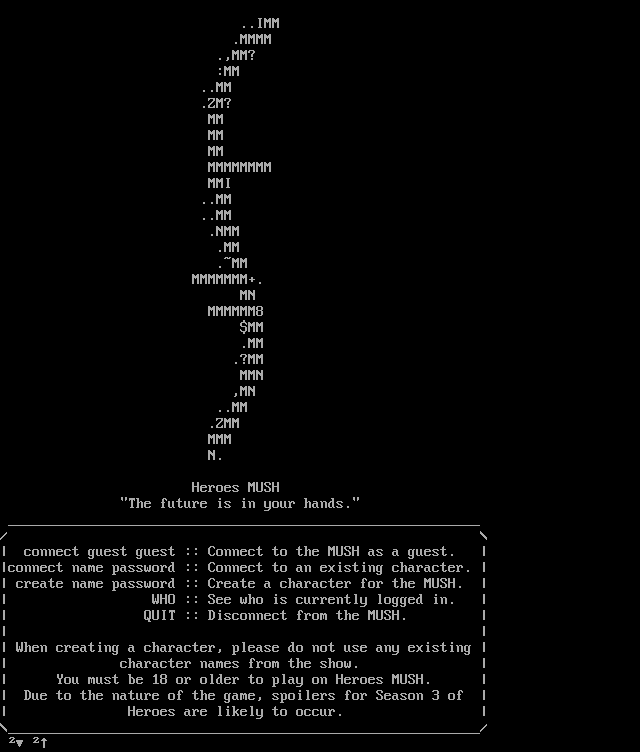 ..IMM
.MMMM
.,MM?
:MM
..MM
.ZM?
MM
MM
MM
MMMMMMMM
MMI
..MM
..MM
.NMM
.MM
.~MM
MMMMMMM+.
MN
MMMMMM8
$MM
.MM
.?MM
MMN
,MN
..MM
.ZMM
MMM
N.
Heroes MUSH
"The future is in your hands."
connect guest guest :: Connect to the MUSH as a guest.
connect name password :: Connect to an existing character.
create name password :: Create a character for the MUSH.
WHO :: See who is currently logged in.
QUIT :: Disconnect from the MUSH.
When creating a character, please do not use any existing
character names from the show.
You must be 18 or older to play on Heroes MUSH.
Due to the nature of the game, spoilers for Season 3 of
Heroes are likely to occur.
²▼ ²↑